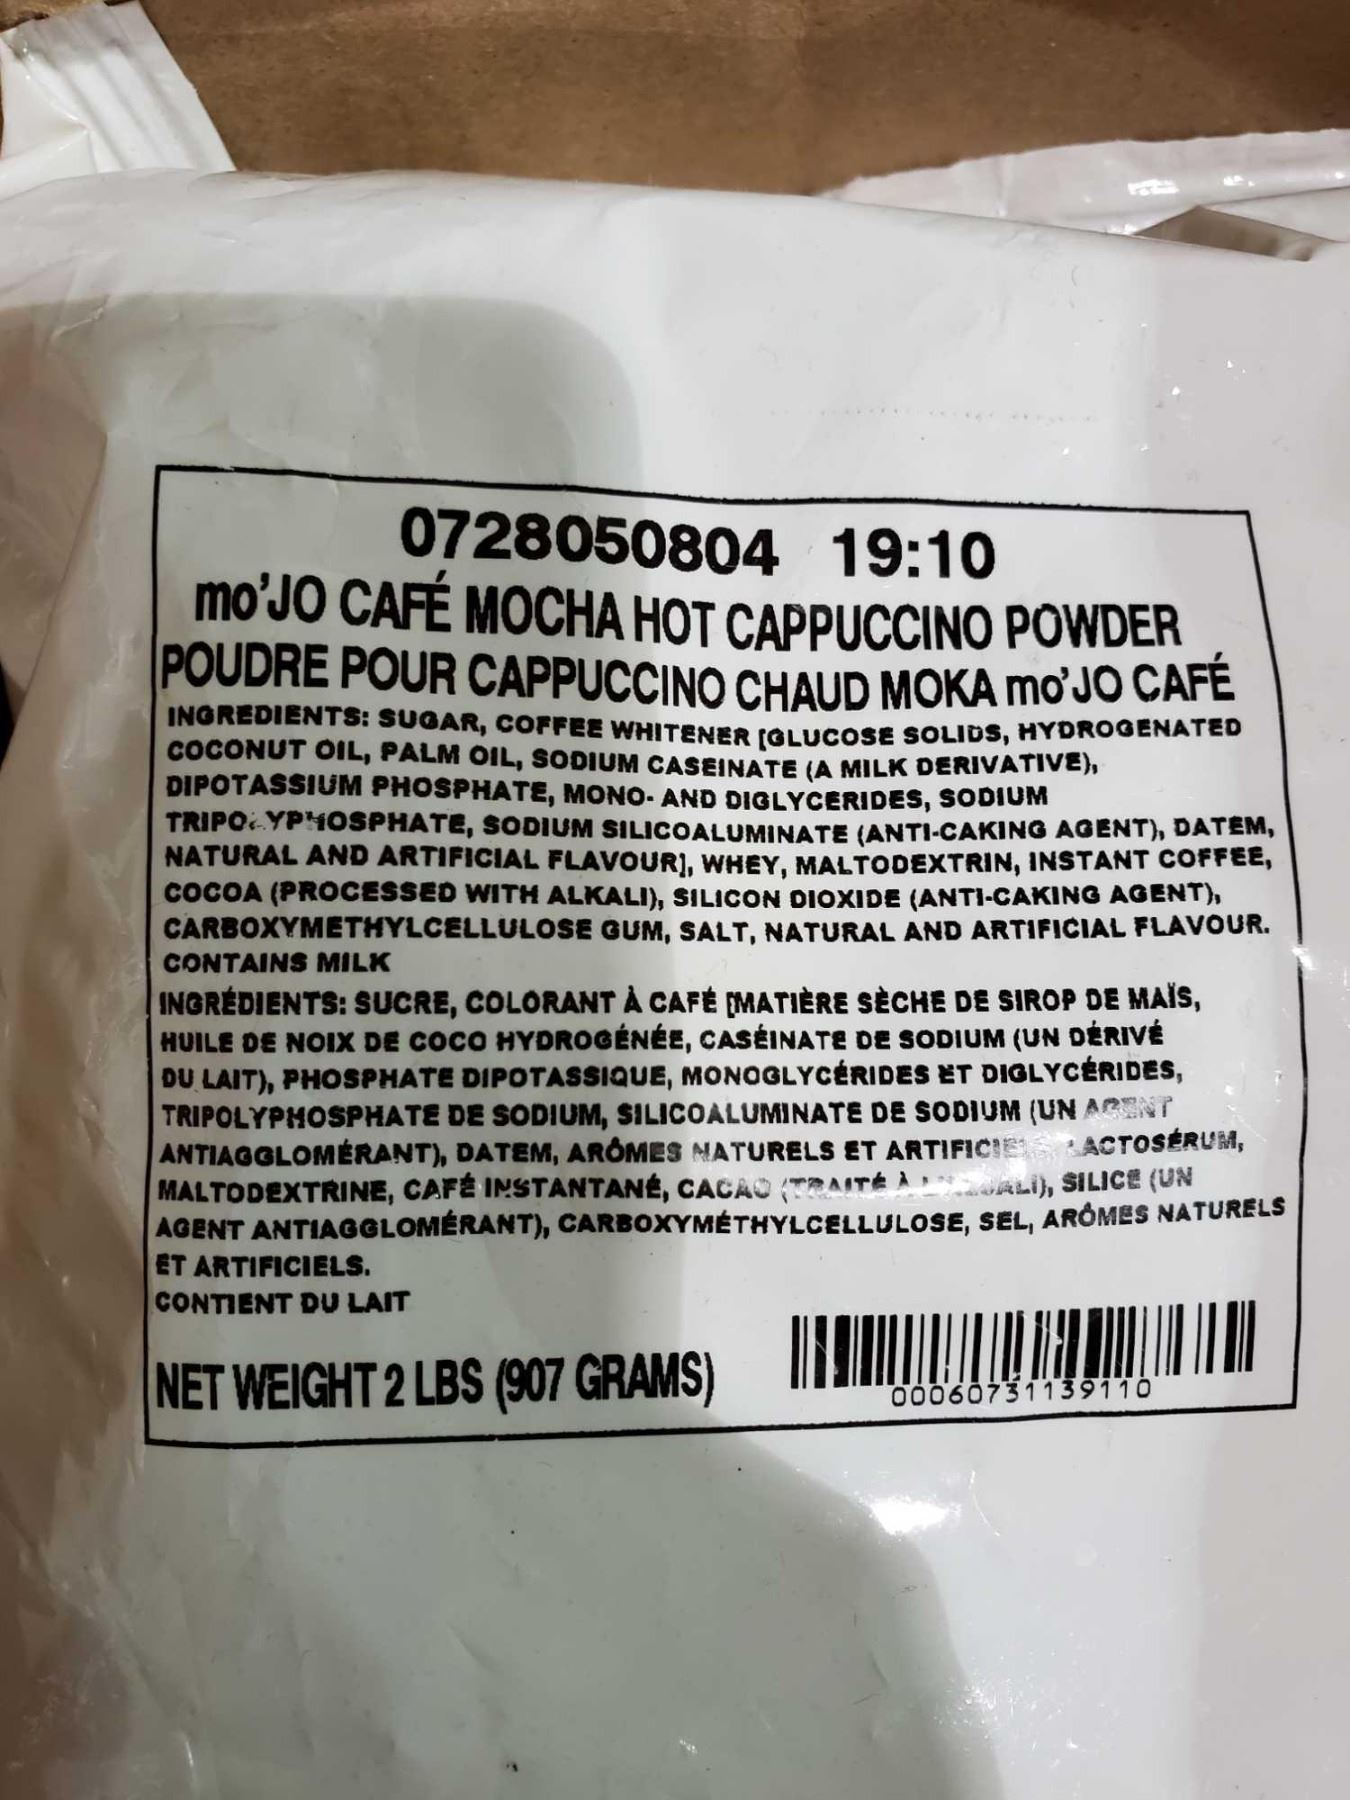 0728050804 19:10
mo'JO CAFÉ MOCHA HOT CAPPUCCINO POWDER
POUDRE POUR CAPPUCCINO CHAUD MOKA mo'JO CAFÉ
INGREDIENTS: SUGAR, COFFEE WHITENER [GLUCOSE SOLIDS, HYDROGENATED
COCONUT OIL, PALM OIL, SODIUM CASEINATE (A MILK DERIVATIVE),
DIPOTASSIUM PHOSPHATE, MONO- AND DIGLYCERIDES, SODIUM
TRIPOLYPHOSPHATE, SODIUM SILICOALUMINATE (ANTI-CAKING AGENT), DATEM,
NATURAL AND ARTIFICIAL FLAVOUR], WHEY, MALTODEXTRIN, INSTANT COFFEE,
COCOA (PROCESSED WITH ALKALI), SILICON DIOXIDE (ANTI-CAKING AGENT),
CARBOXYMETHYLCELLULOSE GUM, SALT, NATURAL AND ARTIFICIAL FLAVOUR.
CONTAINS MILK
INGRÉDIENTS: SUCRE, COLORANT À CAFÉ [MATIÈRE SÈCHE DE SIROP DE MAÏS,
HUILE DE NOIX DE COCO HYDROGÉNÉE, CASÉINATE DE SODIUM (UN DÉRIVÉ
DU LAIT), PHOSPHATE DIPOTASSIQUE, MONOGLYCÉRIDES ET DIGLYCÉRIDES,
TRIPOLYPHOSPHATE DE SODIUM, SILICOALUMINATE DE SODIUM (UN AGENT
ANTIAGGLOMÉRANT), DATEM, ARÔMES NATURELS ET LACTOSÉRUM,
MALTODEXTRINE, CAFÉ INSTANTANÉ, CACAO (TRAITÉ À SILICE (UN
AGENT ANTIAGGLOMÉRANT), CARBOXYMÉTHYLCELLULOSE, SEL, ARÔMES NATURELS
ET ARTIFICIELS.
CONTIENT DU LAIT
NET WEIGHT 2 LBS (907 GRAMS)
00060731139110